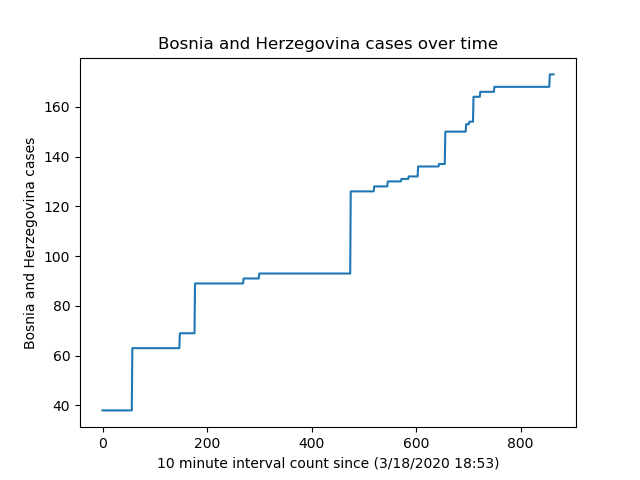 Bosnia and Herzegovina cases over time
Bosnia and Herzegovina cases
160
140
120
100
80
60
40
0 200 400 600 800
10 minute interval count since (3/18/2020 18:53)